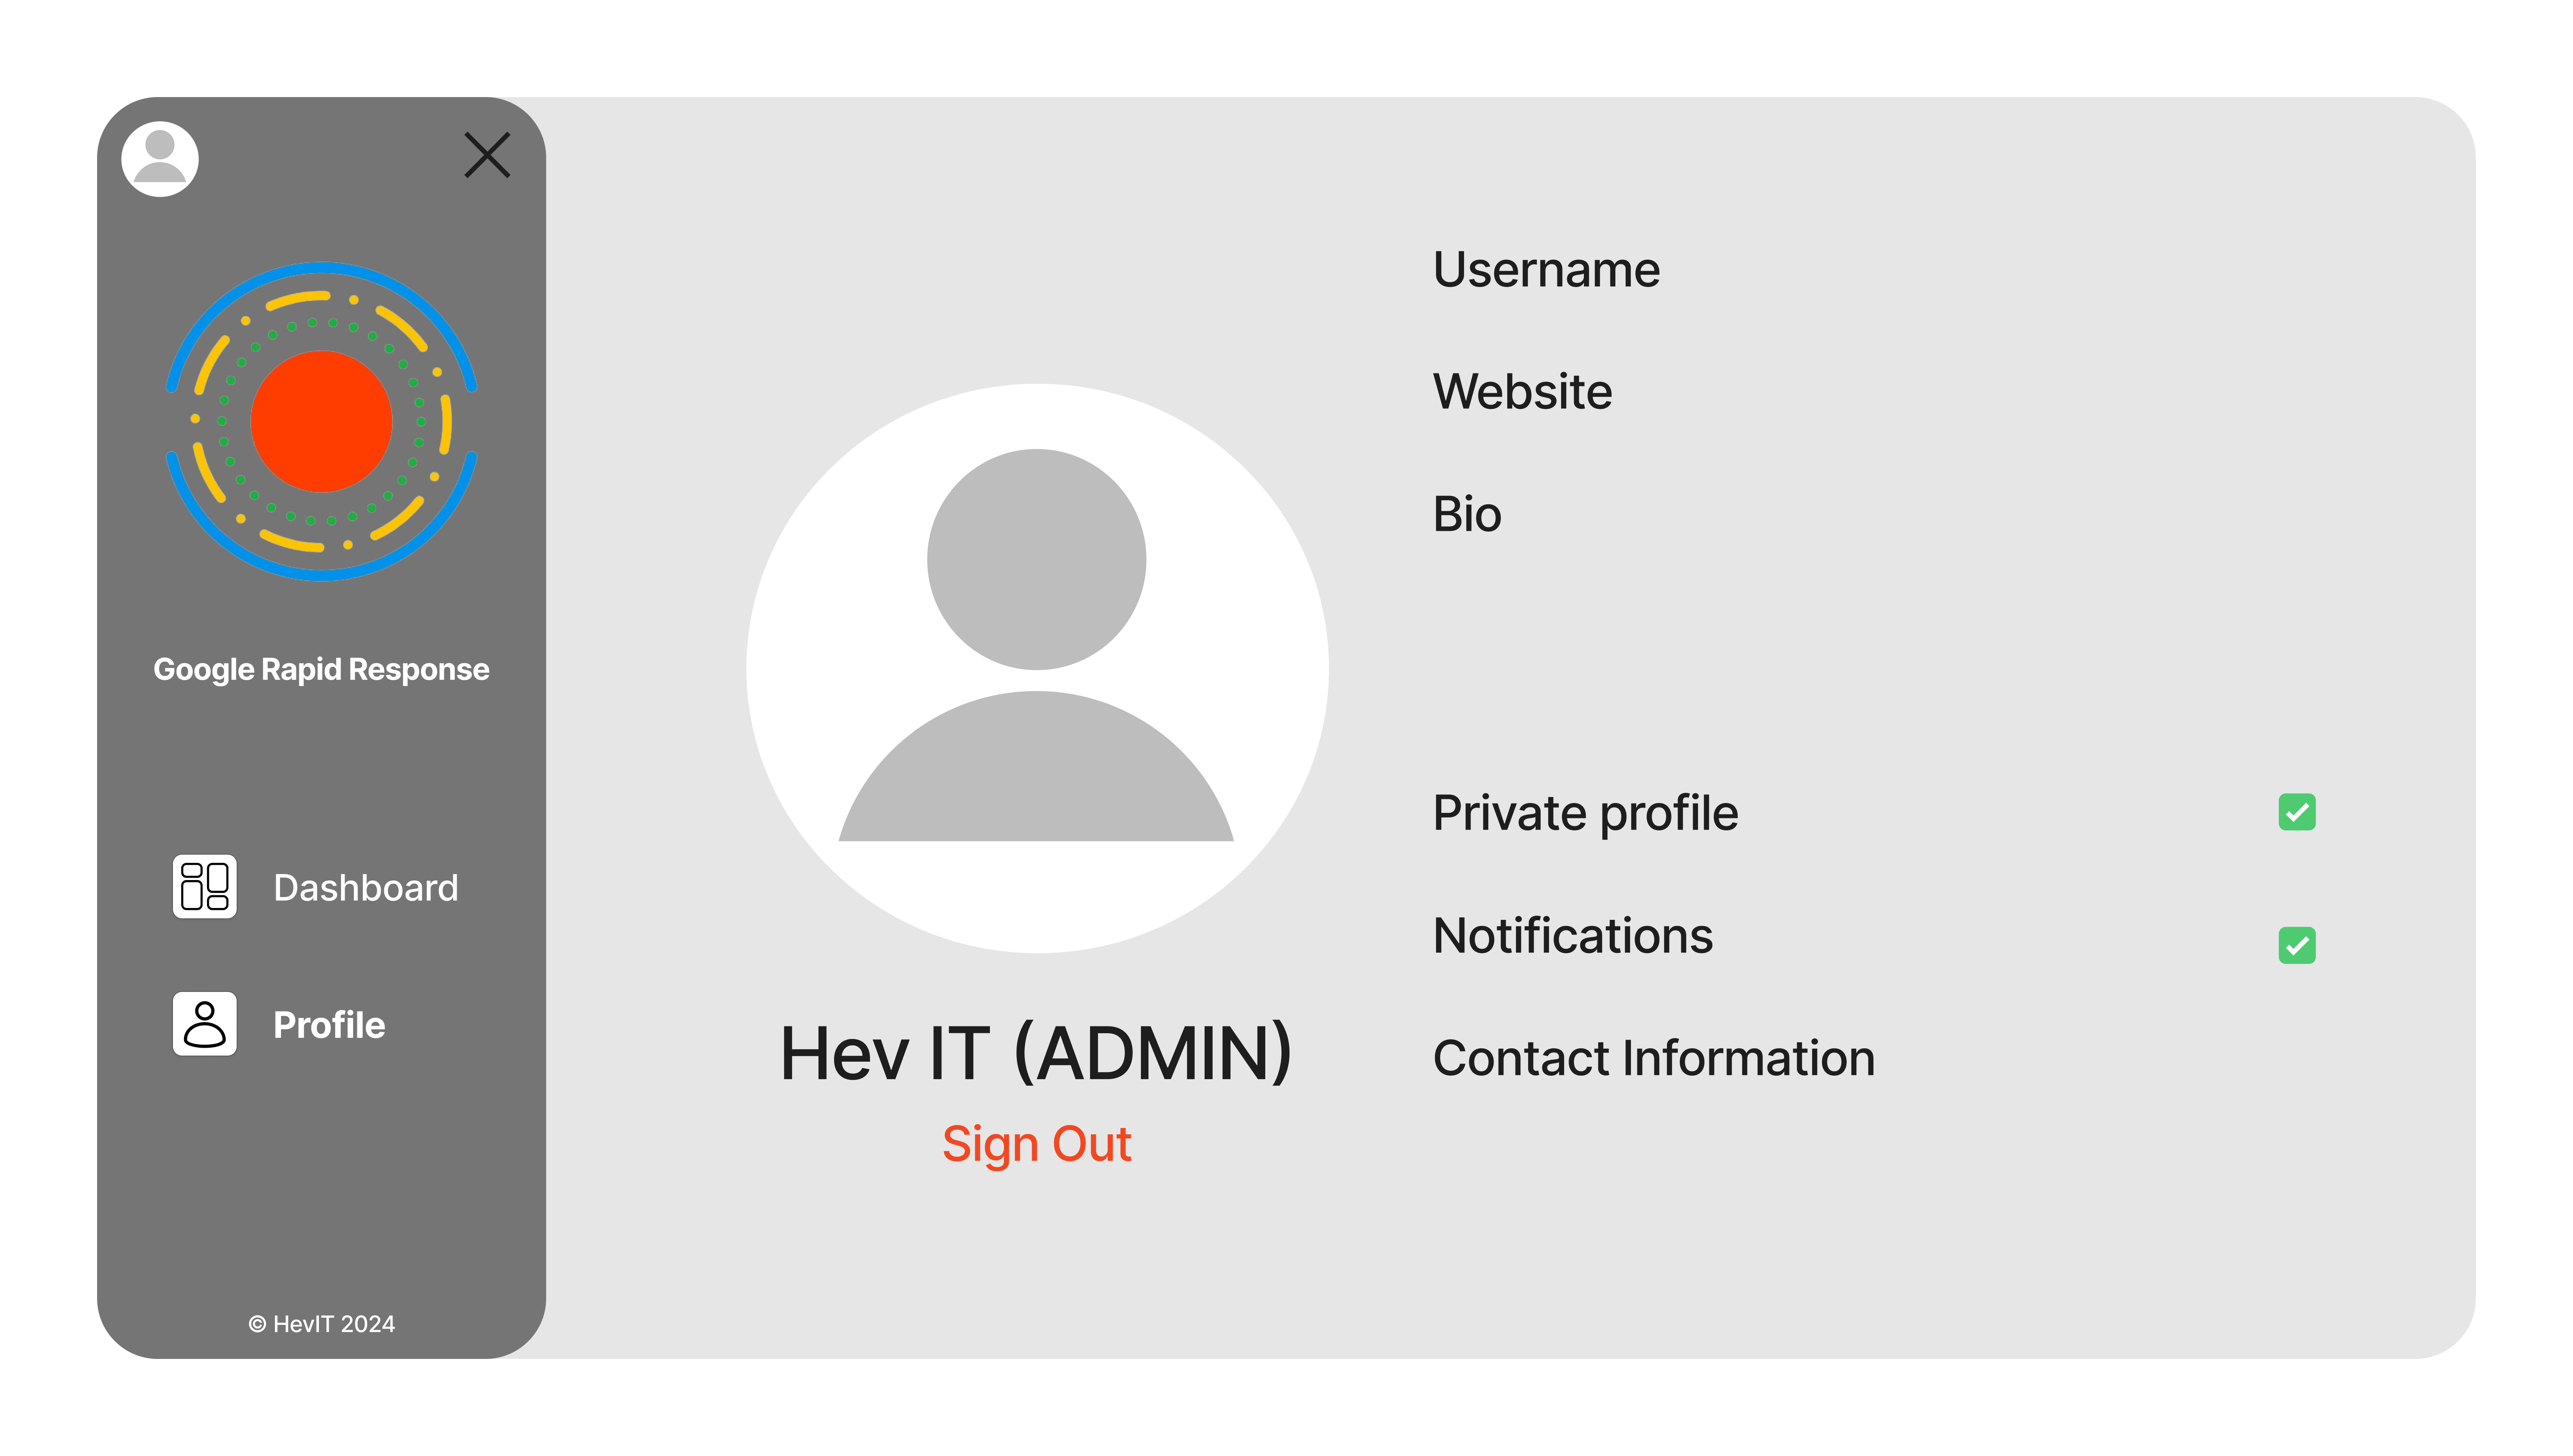 Google Rapid Response
Dashboard
Profile
© HevIT 2024
Hev IT (ADMIN)
Sign Out
Username
Website
Bio
Private profile
Notifications
Contact Information